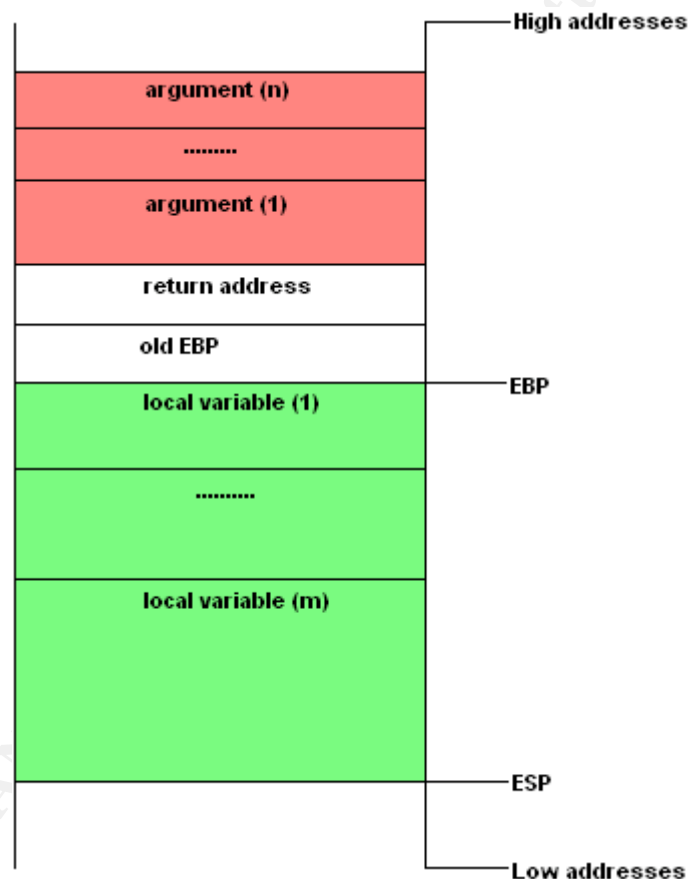 High addresses
argument (n)
.........
argument (1)
return address
old EBP
EBP
local variable (1)
..........
local variable (m)
ESP
Low addresses